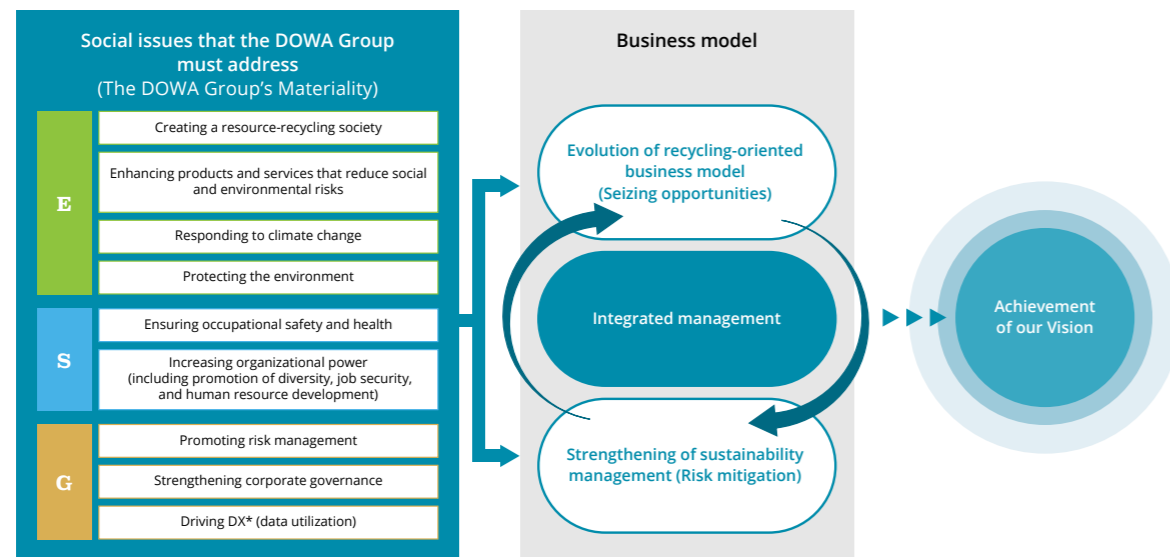 Social issues that the DOWA Group
must address
(The DOWA Group's Materiality)
E
Creating a resource-recycling society
Enhancing products and services that reduce social
and environmental risks
Responding to climate change
Protecting the environment
S
Ensuring occupational safety and health
Increasing organizational power
(including promotion of diversity, job security,
and human resource development)
G
Promoting risk management
Strengthening corporate governance
Driving DX* (data utilization)
Business model
Evolution of recycling-oriented
business model
(Seizing opportunities)
Integrated management
Strengthening of sustainability
management (Risk mitigation)
Achievement
of our Vision